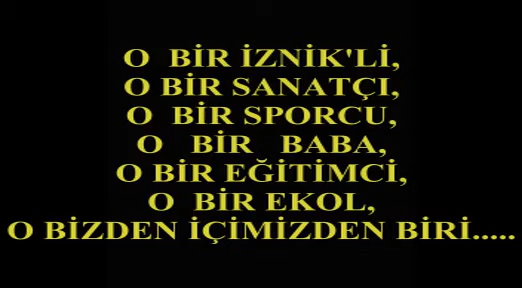 O BİR İZNİK'Lİ,
O BİR SANATÇI,
O BİR SPORCU,
O BİR BABA,
O BİR EĞİTİMCİ,
O BİR EKOL,
O BİZDEN İÇİMİZDEN BİRİ.....